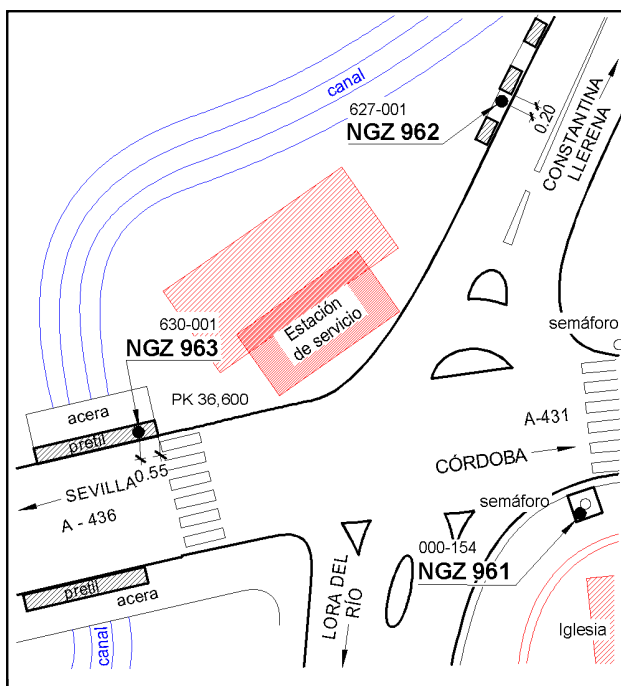 canal
627-001
NGZ 962
0.20
CONSTANTINA
LLERENA
630-001
NGZ 963
Estación
de servicio
semáforo
acera
PK 36,600
pretil
A-431
0.55
SEVILLA
CÓRDOBA
A - 436
semáforo
000-154
NGZ 961
LORA DEL
RÍO
pretil
acera
canal
Iglesia